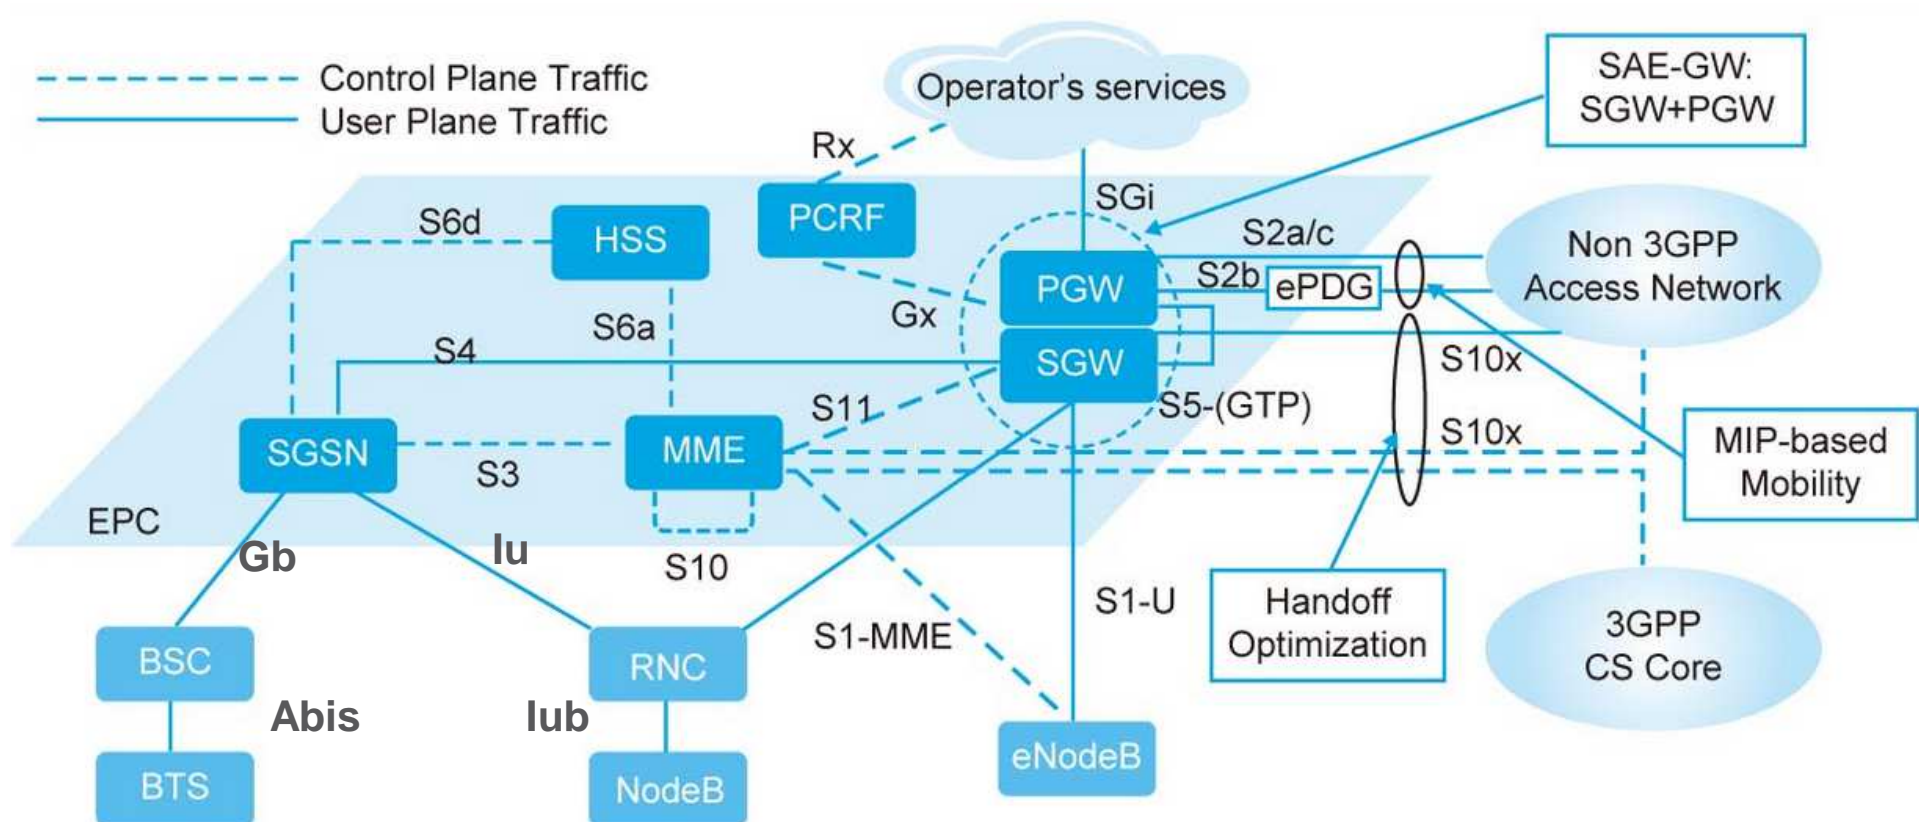 Control Plane Traffic
User Plane Traffic
Operator's services
SAE-GW:
SGW+PGW
Rx
SGi
S6d
HSS
PCRF
S2a/c
Non 3GPP
Access Network
PGW
S2b
ePDG
Gx
S6a
S4
SGW
S10x
S11
S5-(GTP)
S10x
SGSN
MME
S3
MIP-based
Mobility
EPC
Gb
Iu
S10
S1-MME
S1-U
Handoff
Optimization
3GPP
CS Core
BSC
RNC
Abis
Iub
eNodeB
BTS
NodeB